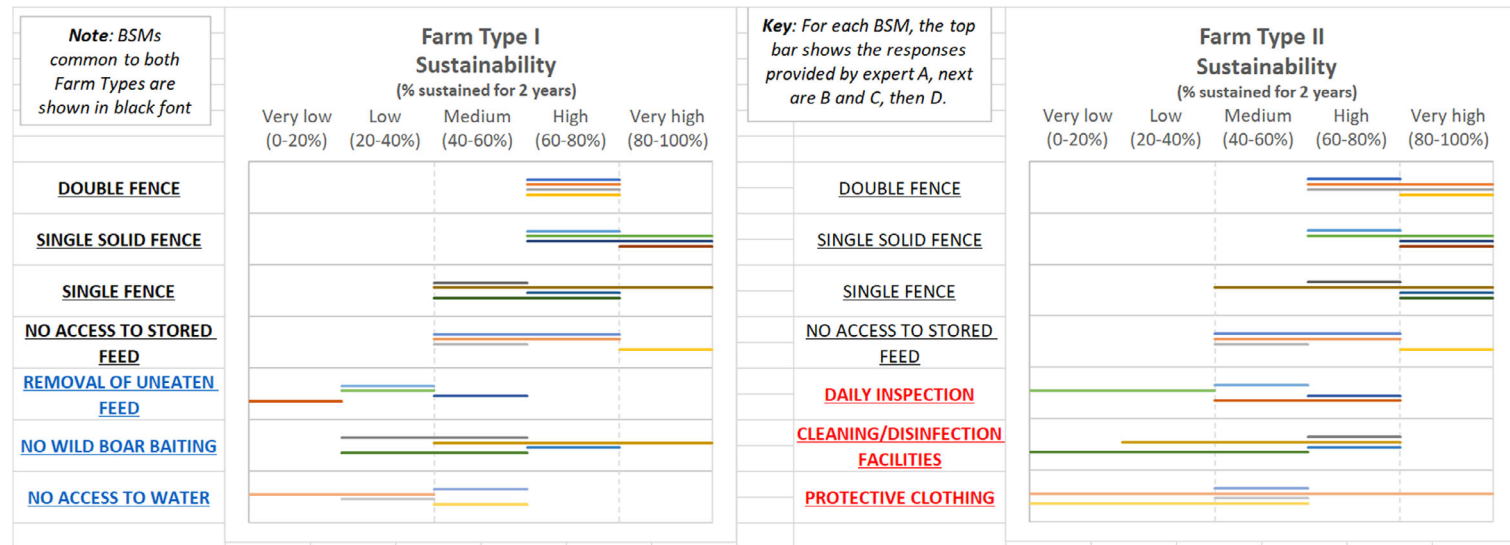 Note: BSMs
common to both
Farm Types are
shown in black font
Farm Type I
Sustainability
(% sustained for 2 years)
Very low Low Medium High Very high
(0-20%) (20-40%) (40-60%) (60-80%) (80-100%)
DOUBLE FENCE
SINGLE SOLID FENCE
SINGLE FENCE
NO ACCESS TO STORED
FEED
REMOVAL OF UNEATEN
FEED
NO WILD BOAR BAITING
NO ACCESS TO WATER
Key: For each BSM, the top
bar shows the responses
provided by expert A, next
are B and C, then D.
Farm Type II
Sustainability
(% sustained for 2 years)
Very low Low Medium High Very high
(0-20%) (20-40%) (40-60%) (60-80%) (80-100%)
DOUBLE FENCE
SINGLE SOLID FENCE
SINGLE FENCE
NO ACCESS TO STORED
FEED
DAILY INSPECTION
CLEANING/DISINFECTION
FACILITIES
PROTECTIVE CLOTHING